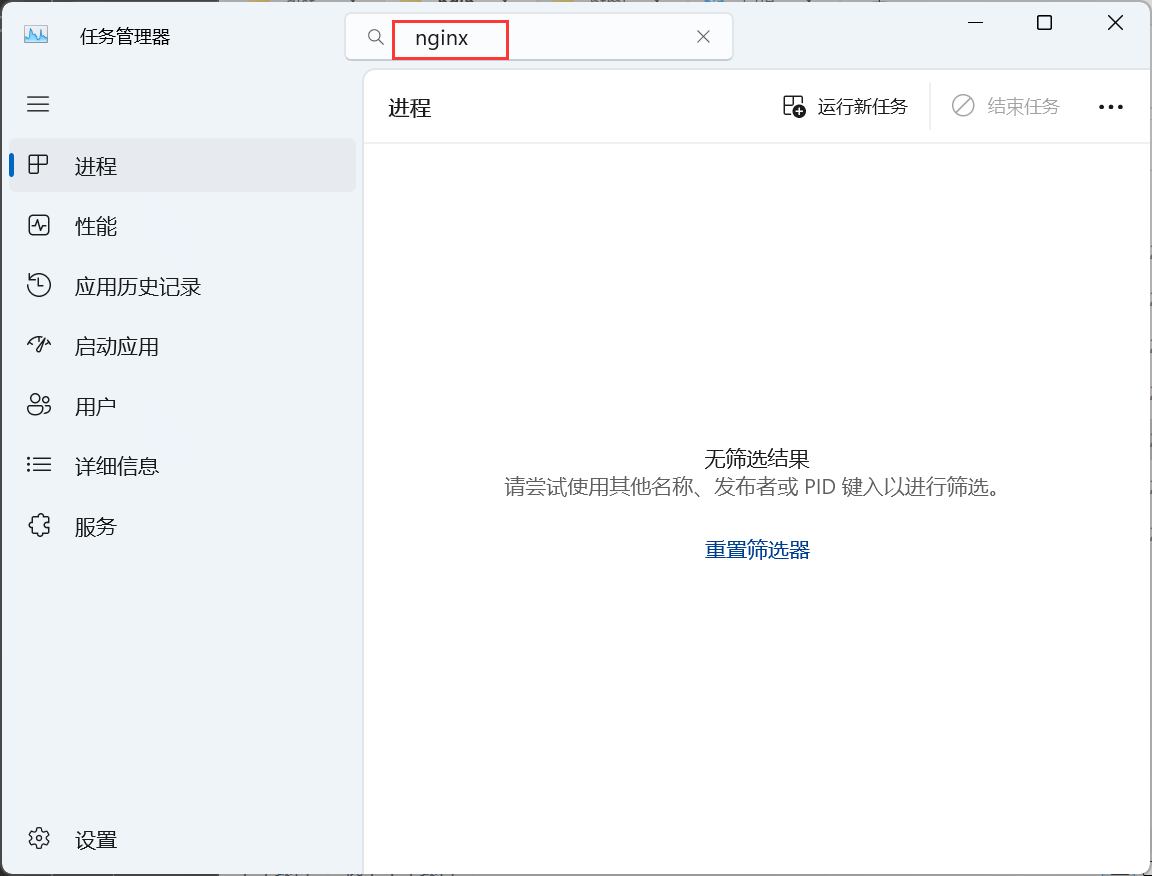 任务管理器
nginx
进程
运行新任务
结束任务
进程
性能
应用历史记录
启动应用
用户
详细信息
服务
设置
无筛选结果
请尝试使用其他名称、发布者或 PID 键入以进行筛选。
重置筛选器